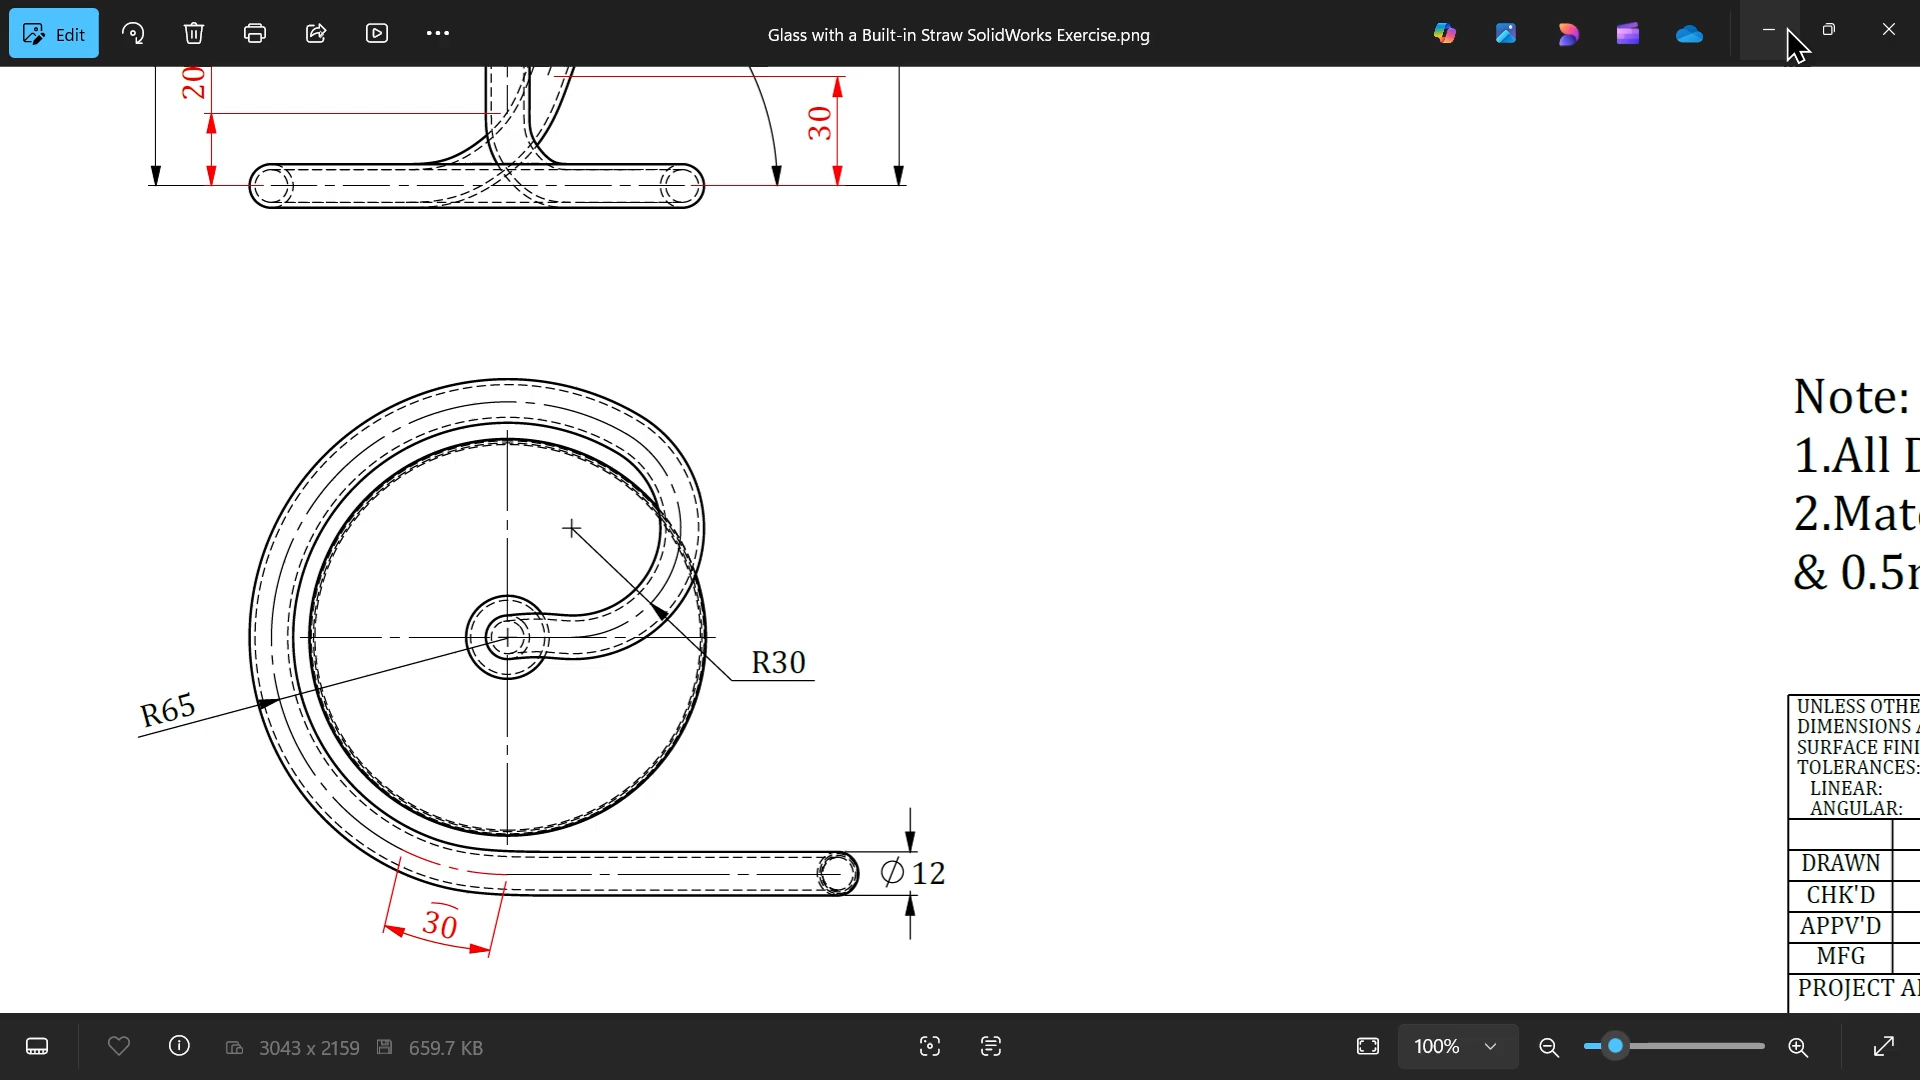 Edit
Glass with a Built-in Straw SolidWorks Exercise.png
20
30
R30
R65
∅ 12
30
Note:
1.All
2.Mat
& 0.5
UNLESS OTHE
DIMENSIONS
SURFACE FINI
TOLERANCES:
LINEAR:
ANGULAR:
DRAWN
CHK'D
APPV'D
MFG
PROJECT
3043 x 2159
659.7 KB
100%